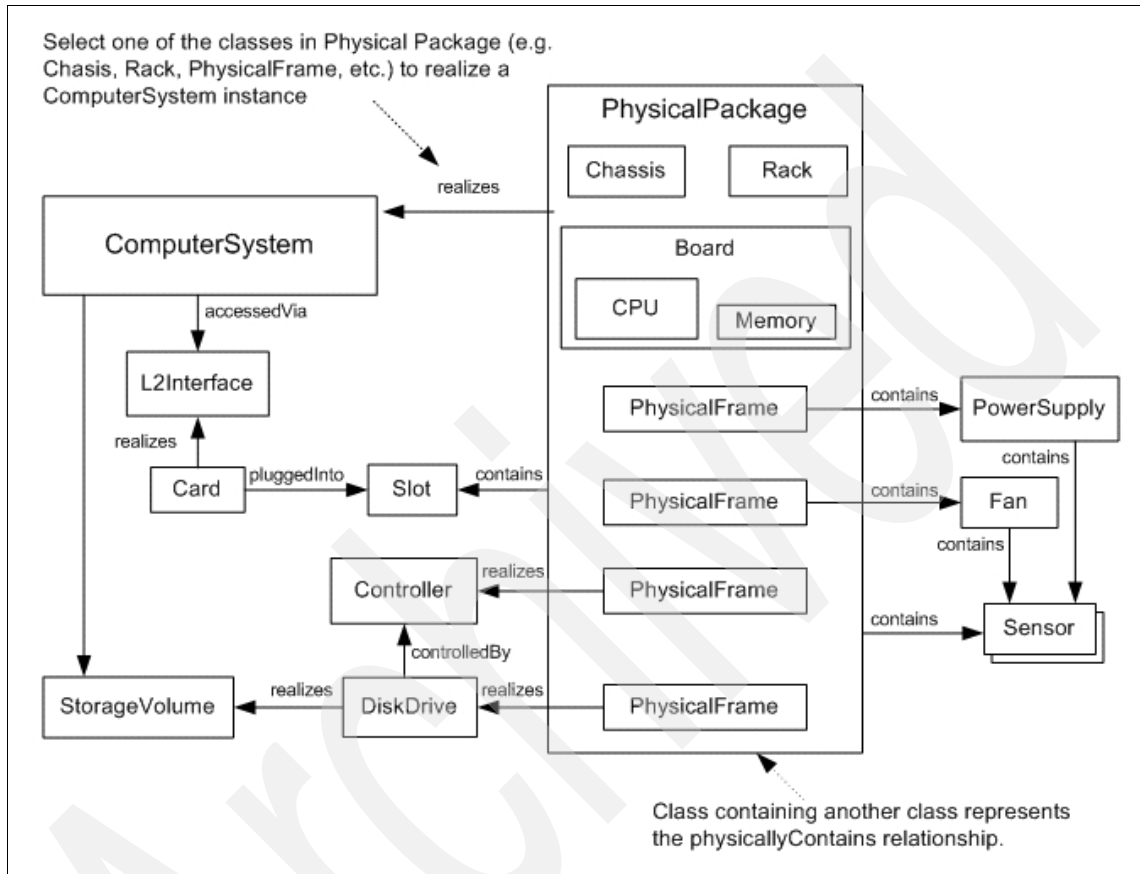 Select one of the classes in Physical Package (e.g.
Chasis, Rack, PhysicalFrame, etc.) to realize a
ComputerSystem instance
PhysicalPackage
Chassis
Rack
realizes
ComputerSystem
Board
CPU
Memory
accessedVia
L2Interface
PhysicalFrame
contains
PowerSupply
realizes
contains
Card
pluggedInto
Slot
contains
PhysicalFrame
contains
Fan
contains
Controller
realizes
PhysicalFrame
contains
Sensor
controlledBy
StorageVolume
realizes
DiskDrive
realizes
PhysicalFrame
Class containing another class represents
the physicallyContains relationship.
Archived